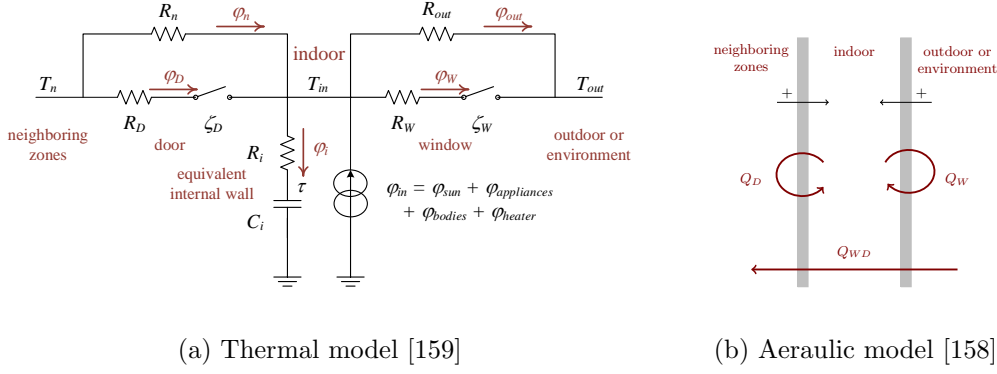 R_n
φ_n
R_out
φ_out
indoor
T_n
φ_D
T_in
φ_W
T_out
R_D
ζ_D
R_W
ζ_W
neighboring
zones
door
window
outdoor or
environment
R_i
φ_i
equivalent
internal wall
τ
C_i
φ_in = φ_sun + φ_appliances
+ φ_bodies + φ_heater
(a) Thermal model [159]
neighboring
zones
indoor
outdoor or
environment
+
+
Q_D
Q_W
Q_WD
(b) Aeraulic model [158]